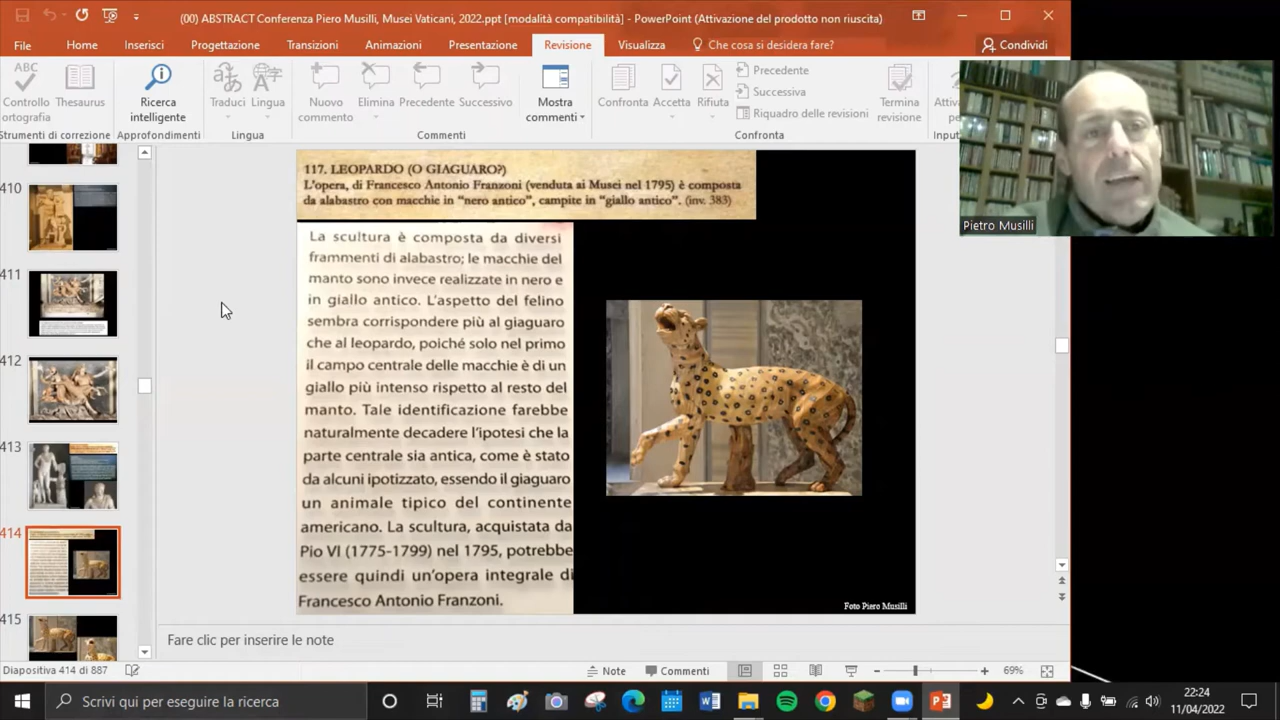 (00) ABSTRACT Conferenza Piero Musilli, Musei Vaticani, 2022.ppt [modalità compatibilità] - PowerPoint (Attivazione del prodotto non riuscita)
File Home Inserisci Progettazione Transizioni Animazioni Presentazione Revisione Visualizza Che cosa si desidera fare? Condividi
ABC
Controllo ortografia
Thesaurus
Ricerca intelligente
Traduci
Lingua
Nuovo commento
Elimina
Precedente
Successivo
Mostra commenti
Confronta
Accetta
Rifiuta
Precedente
Successiva
Riquadro delle revisioni
Termina revisione
Strumenti di correzione Approfondimenti Lingua Commenti Confronta
410
411
412
413
414
415
117. LEOPARDO (O GIAGUARO?)
L'opera, di Francesco Antonio Franzoni (venduta ai Musei nel 1795) è composta
da alabastro con macchie in "nero antico", campite in "giallo antico". (inv. 383)
La scultura è composta da diversi
frammenti di alabastro; le macchie del
manto sono invece realizzate in nero e
in giallo antico. L'aspetto del felino
sembra corrispondere più al giaguaro
che al leopardo, poiché solo nel primo
il campo centrale delle macchie è di un
giallo più intenso rispetto al resto del
manto. Tale identificazione farebbe
naturalmente decadere l'ipotesi che la
parte centrale sia antica, come è stato
da alcuni ipotizzato, essendo il giaguaro
un animale tipico del continente
americano. La scultura, acquistata da
Pio VI (1775-1799) nel 1795, potrebbe
essere quindi un'opera integrale di
Francesco Antonio Franzoni.
Foto Piero Musilli
Pietro Musilli
Fare clic per inserire le note
Diapositiva 414 di 887
Note Commenti 69%
Scrivi qui per eseguire la ricerca
22:24
11/04/2022